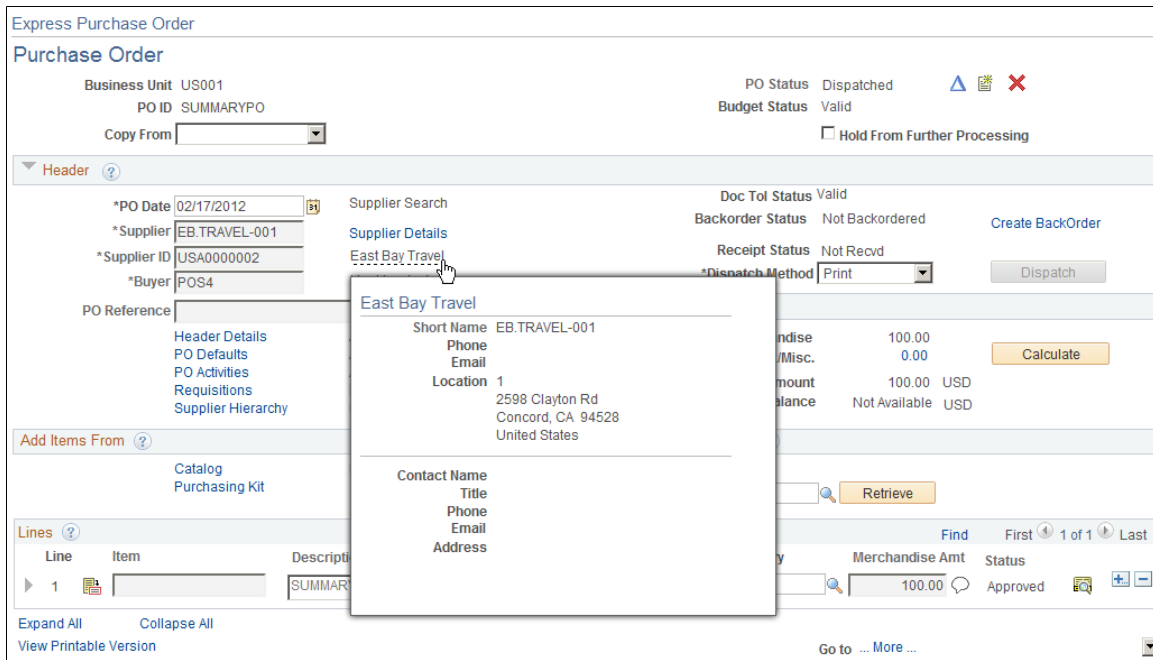 Express Purchase Order
Purchase Order
Business Unit US001
PO Status Dispatched
PO ID SUMMARYPO
Budget Status Valid
Copy From
Hold From Further Processing
Header ?
*PO Date 02/17/2012 31 Supplier Search
Doc Tol Status Valid
*Supplier EB.TRAVEL-001 Supplier Details
Backorder Status Not Backordered Create BackOrder
*Supplier ID USA0000002 East Bay Travel
Receipt Status Not Recvd
*Buyer POS4
*Dispatch Method Print Dispatch
PO Reference
Header Details
PO Defaults
PO Activities
Requisitions
Supplier Hierarchy
East Bay Travel
Short Name EB.TRAVEL-001
Phone
Email
Location 1
2598 Clayton Rd
Concord, CA 94528
United States
Contact Name
Title
Phone
Email
Address
ndise 100.00
/Misc. 0.00 Calculate
mount 100.00 USD
alance Not Available USD
Add Items From ?
Catalog
Purchasing Kit
Retrieve
Lines ?
Find First 1 of 1 Last
Line Item Descripti y Merchandise Amt Status
1 SUMMAR 100.00 Approved
Expand All Collapse All
View Printable Version
Go to ... More ...